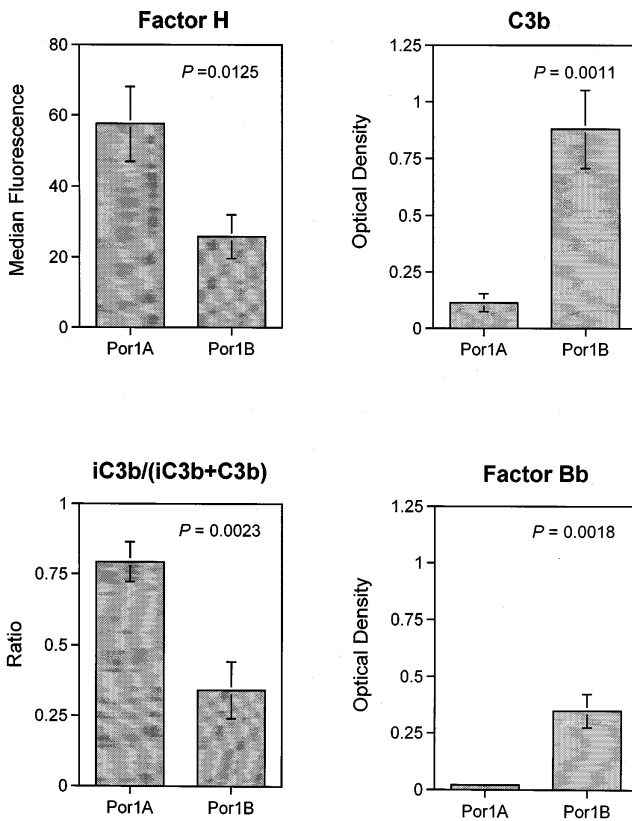 Factor H
80
60
40
20
0
Median Fluorescence
P =0.0125
Por1A
Por1B
C3b
1.25
1
0.75
0.5
0.25
0
Optical Density
P = 0.0011
Por1A
Por1B
iC3b/(iC3b+C3b)
1
0.75
0.5
0.25
0
Ratio
P = 0.0023
Por1A
Por1B
Factor Bb
1.25
1
0.75
0.5
0.25
0
Optical Density
P = 0.0018
Por1A
Por1B